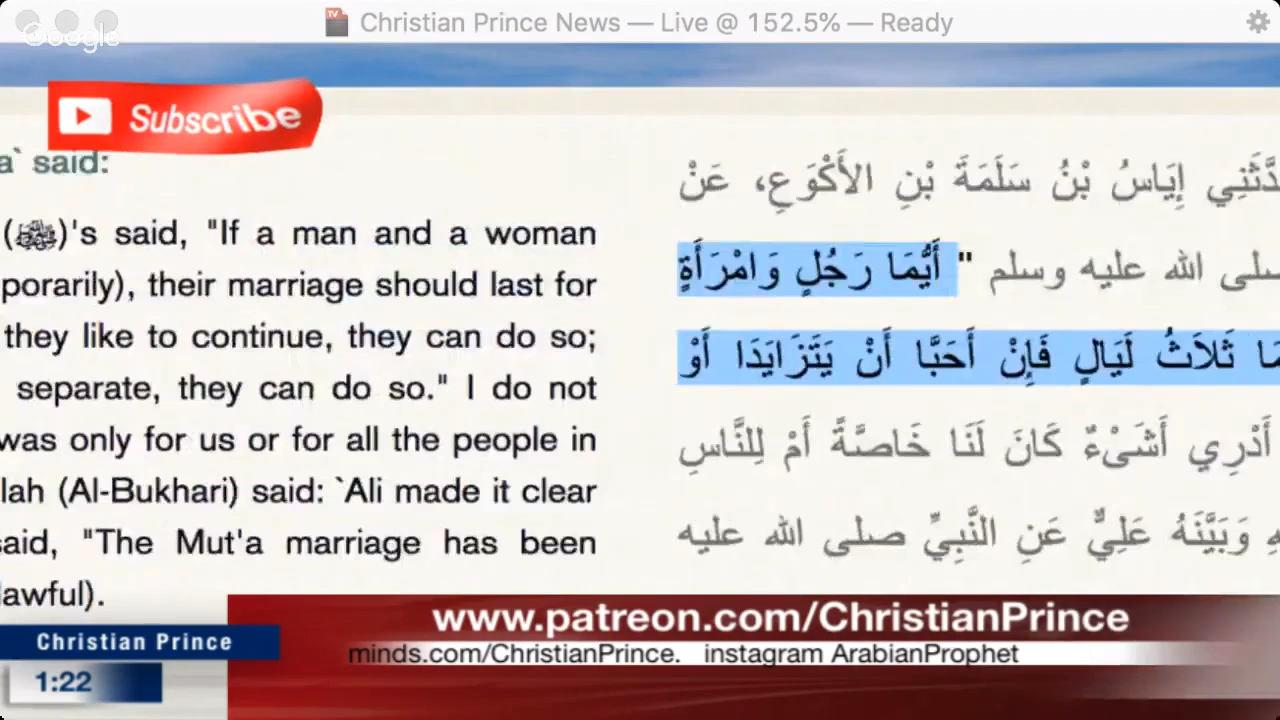 Christian Prince News — Live @ 152.5% — Ready
Google
TV
Subscribe
a` said:
(ﷺ)'s said, "If a man and a woman
porarily), their marriage should last for
they like to continue, they can do so;
separate, they can do so." I do not
was only for us or for all the people in
lah (Al-Bukhari) said: `Ali made it clear
said, "The Mut'a marriage has been
lawful).
دَّثَنِي إِيَاسُ بْنُ سَلَمَةَ بْنِ الأَكْوَعِ، عَنْ
صلى الله عليه وسلم " أَيُّمَا رَجُلٍ وَامْرَأَةٍ
مَا ثَلاَثُ لَيَالٍ فَإِنْ أَحَبَّا أَنْ يَتَزَايَدَا أَوْ
أَدْرِي أَشَىْءٌ كَانَ لَنَا خَاصَّةً أَمْ لِلنَّاسِ
هِ وَبَيَّنَهُ عَلِيٌّ عَنِ النَّبِيِّ صلى الله عليه
www.patreon.com/ChristianPrince
Christian Prince
minds.com/ChristianPrince. instagram ArabianProphet
1:22